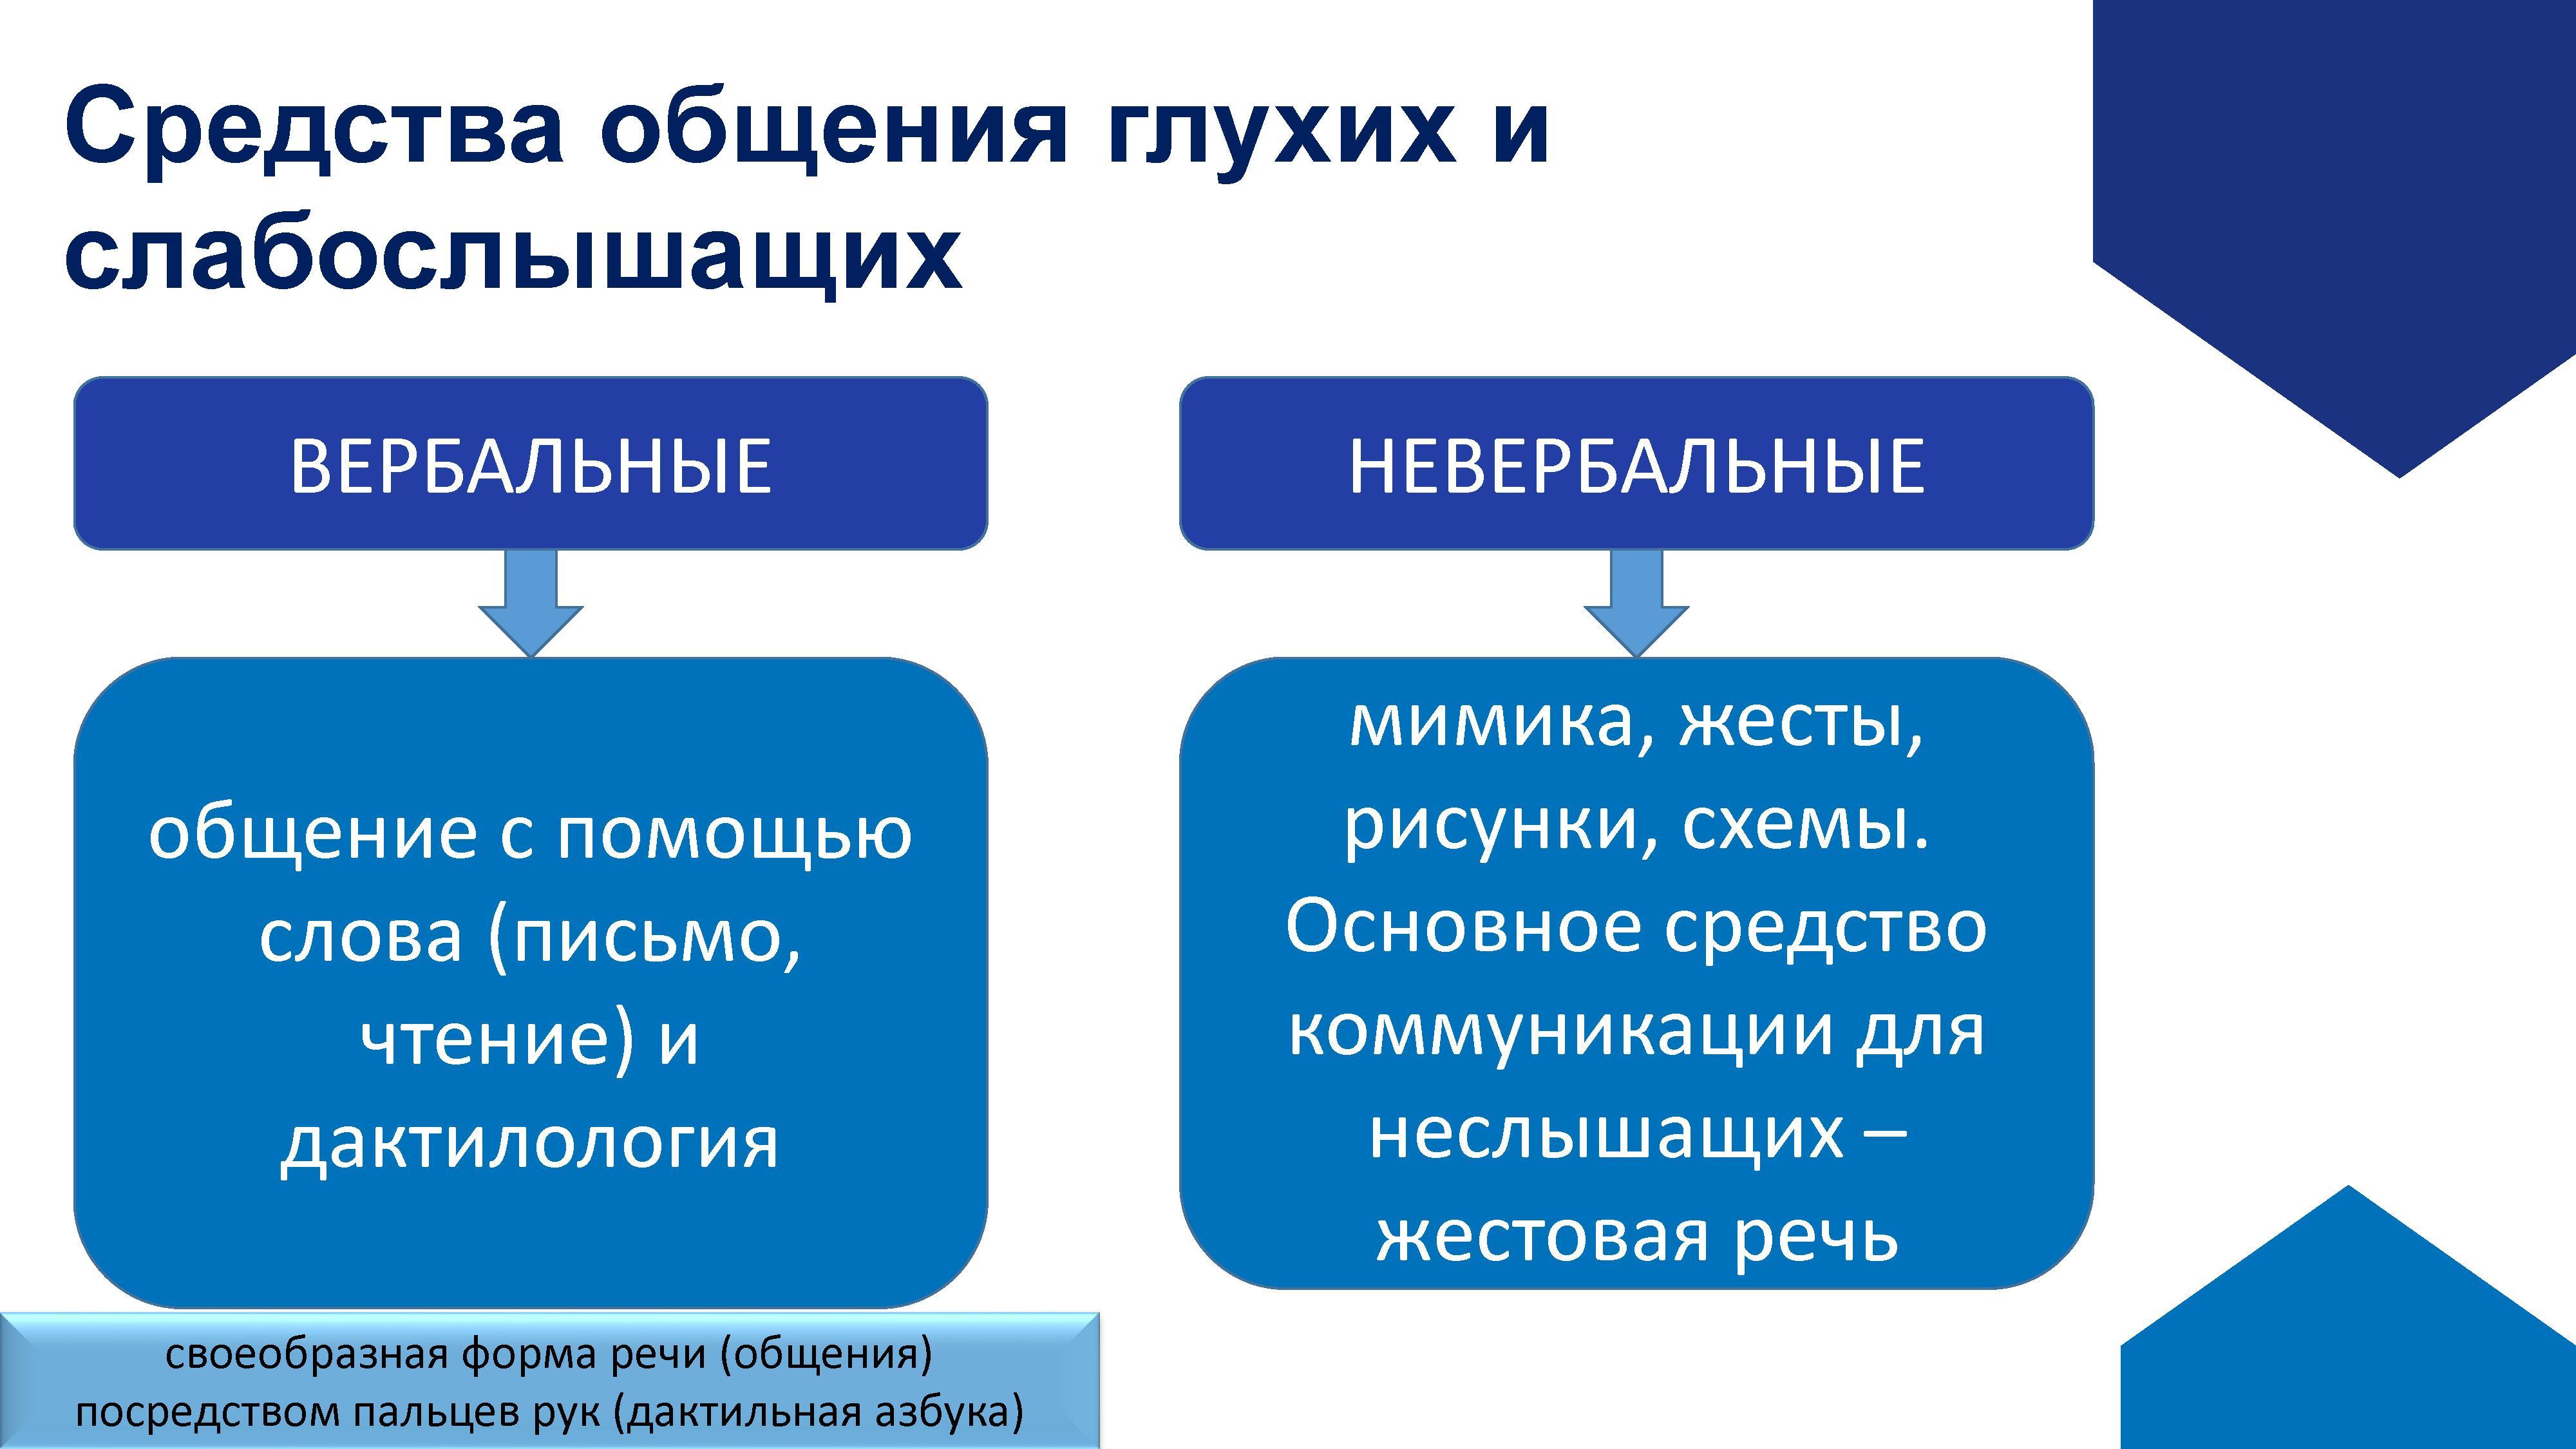 Средства общения глухих и
слабослышащих
ВЕРБАЛЬНЫЕ
общение с помощью
слова (письмо,
чтение) и
дактилология
своеобразная форма речи (общения)
посредством пальцев рук (дактильная азбука)
НЕВЕРБАЛЬНЫЕ
мимика, жесты,
рисунки, схемы.
Основное средство
коммуникации для
неслышащих –
жестовая речь